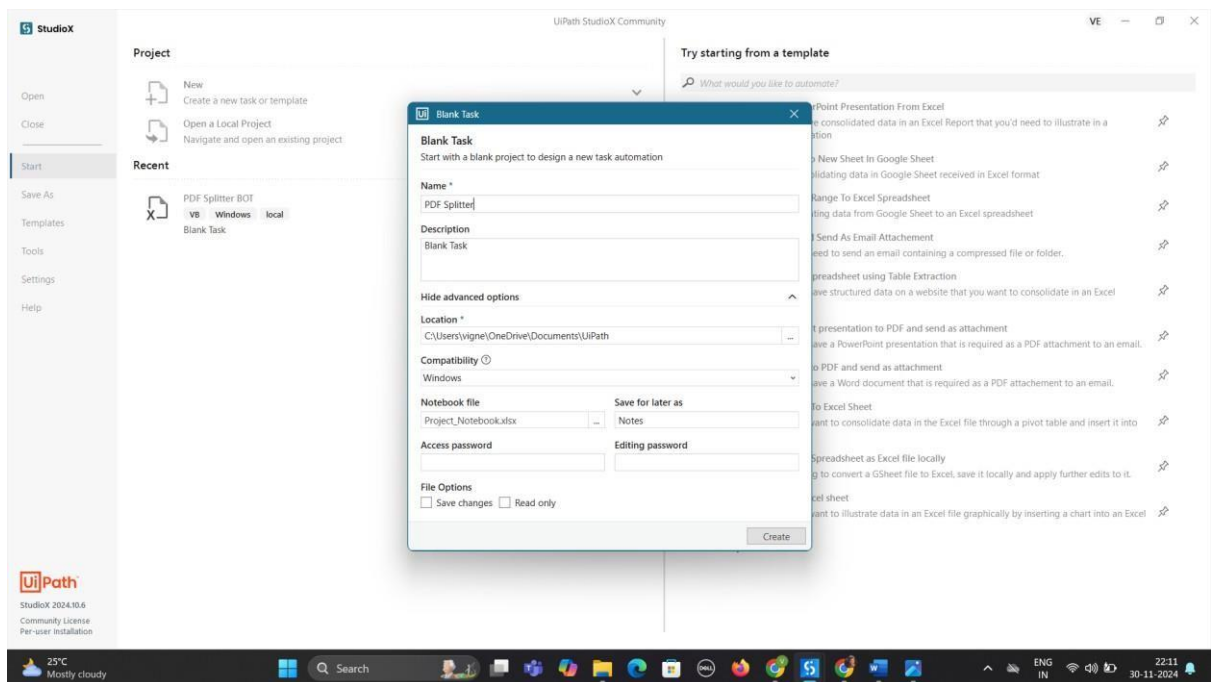 StudioX
UiPath StudioX Community
VE
Open
Close
Start
Save As
Templates
Tools
Settings
Help
Project
New
Create a new task or template
Open a Local Project
Navigate and open an existing project
Recent
PDF Splitter BOT
VB Windows local
Blank Task
Try starting from a template
What would you like to automate?
rPoint Presentation From Excel
e consolidated data in an Excel Report that you'd need to illustrate in a
ation
o New Sheet In Google Sheet
olidating data in Google Sheet received in Excel format
Range To Excel Spreadsheet
ting data from Google Sheet to an Excel spreadsheet
d Send As Email Attachement
need to send an email containing a compressed file or folder.
preadsheet using Table Extraction
ave structured data on a website that you want to consolidate in an Excel
t presentation to PDF and send as attachment
ave a PowerPoint presentation that is required as a PDF attachment to an email.
o PDF and send as attachment
ave a Word document that is required as a PDF attachement to an email.
To Excel Sheet
want to consolidate data in the Excel file through a pivot table and insert it into
Spreadsheet as Excel file locally
g to convert a GSheet file to Excel, save it locally and apply further edits to it.
cel sheet
want to illustrate data in an Excel file graphically by inserting a chart into an Excel
Ui Blank Task
Blank Task
Start with a blank project to design a new task automation
Name *
PDF Splitter
Description
Blank Task
Hide advanced options
Location *
C:\Users\vigne\OneDrive\Documents\UiPath
Compatibility
Windows
Notebook file Save for later as
Project_Notebook.xlsx ... Notes
Access password Editing password
File Options
Save changes Read only
Create
UiPath
StudioX 2024.10.6
Community License
Per-user installation
25°C
Mostly cloudy
Search
ENG
IN
22:11
30-11-2024